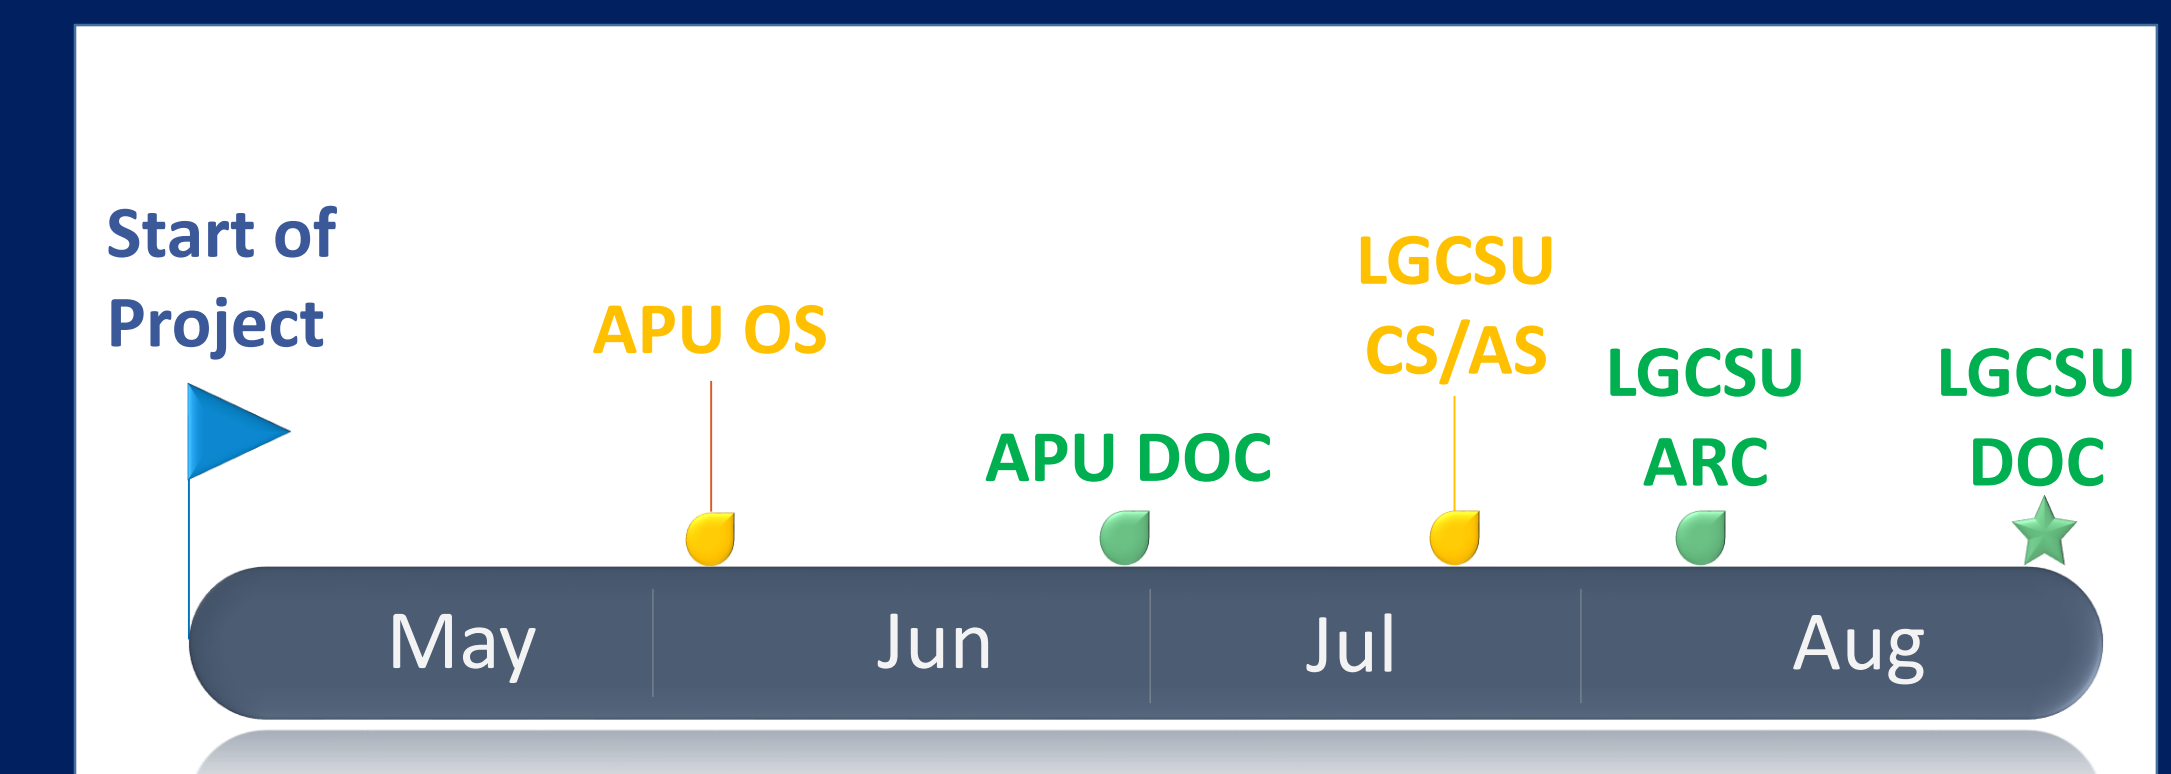 Start of
Project
APU OS
APU DOC
LGCSU
CS/AS
LGCSU
ARC
LGCSU
DOC
May
Jun
Jul
Aug